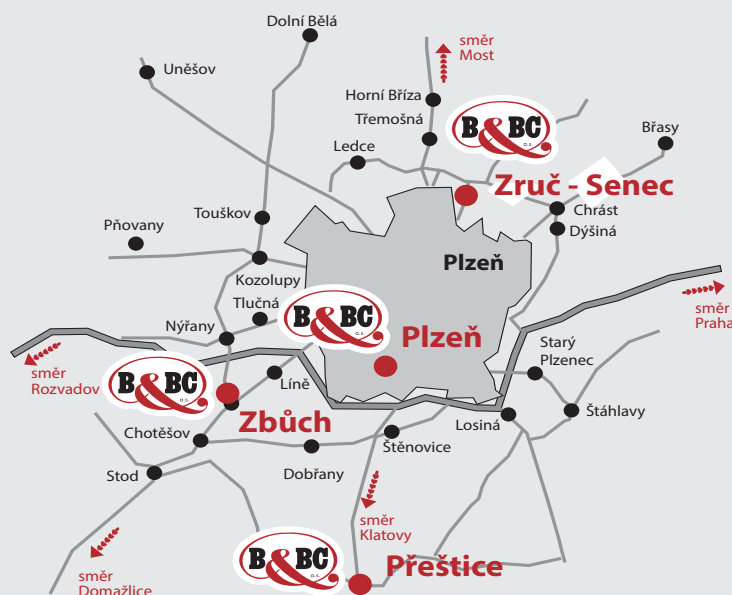 Dolní Bělá
směr
Most
Uněšov
Horní Bříza
Třemošná
B & BC
o.s.
Břasy
Ledce
Zruč - Senec
Chrást
Dýšiná
Touškov
Pňovany
Plzeň
Kozolupy
Tlučná
B & BC
o.s.
směr
Praha
Nýřany
Plzeň
Starý
Plzenec
směr
Rozvadov
B & BC
o.s.
Líně
Zbůch
Štáhlavy
Losiná
Chotěšov
Štěnovice
Dobřany
Stod
směr
Klatovy
B & BC
o.s.
Přeštice
směr
Domažlice